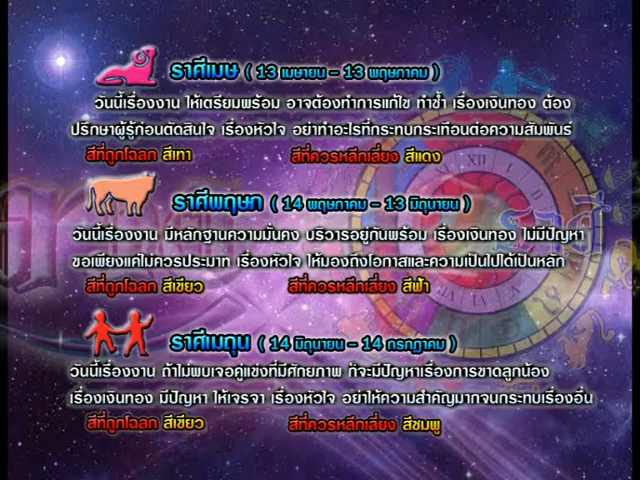 ราศีเมษ ( 13 เมษายน - 13 พฤษภาคม )
วันนี้เรื่องงาน ให้เตรียมพร้อม อาจต้องทำการแก้ไข ทำซ้ำ เรื่องเงินทอง ต้อง
ปรึกษาผู้รู้ก่อนตัดสินใจ เรื่องหัวใจ อย่าทำอะไรที่กระทบกระเทือนต่อความสัมพันธ์
สีที่ถูกโฉลก สีเทา สีที่ควรหลีกเลี่ยง สีแดง
ราศีพฤษภ ( 14 พฤษภาคม - 13 มิถุนายน )
วันนี้เรื่องงาน มีหลักฐานความมั่นคง บริวารอยู่กันพร้อม เรื่องเงินทอง ไม่มีปัญหา
ขอเพียงแค่ไม่ควรประมาท เรื่องหัวใจ ให้มองถึงโอกาสและความเป็นไปได้เป็นหลัก
สีที่ถูกโฉลก สีเขียว สีที่ควรหลีกเลี่ยง สีฟ้า
ราศีเมถุน ( 14 มิถุนายน - 14 กรกฎาคม )
วันนี้เรื่องงาน ถ้าไม่พบเจอคู่แข่งที่มีศักยภาพ ก็จะมีปัญหาเรื่องการขาดลูกน้อง
เรื่องเงินทอง มีปัญหา ให้เจรจา เรื่องหัวใจ อย่าให้ความสำคัญมากจนกระทบเรื่องอื่น
สีที่ถูกโฉลก สีเขียว สีที่ควรหลีกเลี่ยง สีชมพู